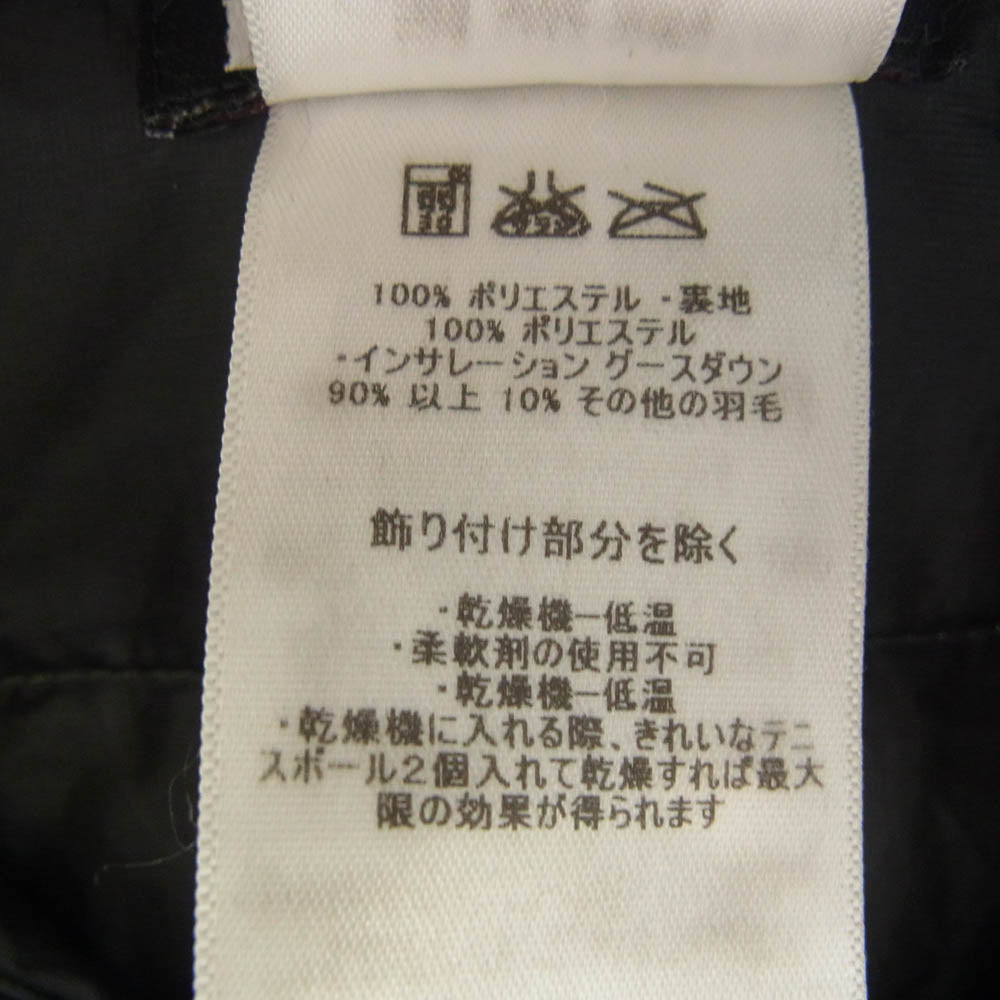 100% ポリエステル ・裏地
100% ポリエステル
・インサレーション グースダウン
90% 以上 10% その他の羽毛
飾り付け部分を除く
・乾燥機ー低温
・柔軟剤の使用不可
・乾燥機ー低温
・乾燥機に入れる際、きれいなテニ
スボール2個入れて乾燥すれば最大
限の効果が得られます